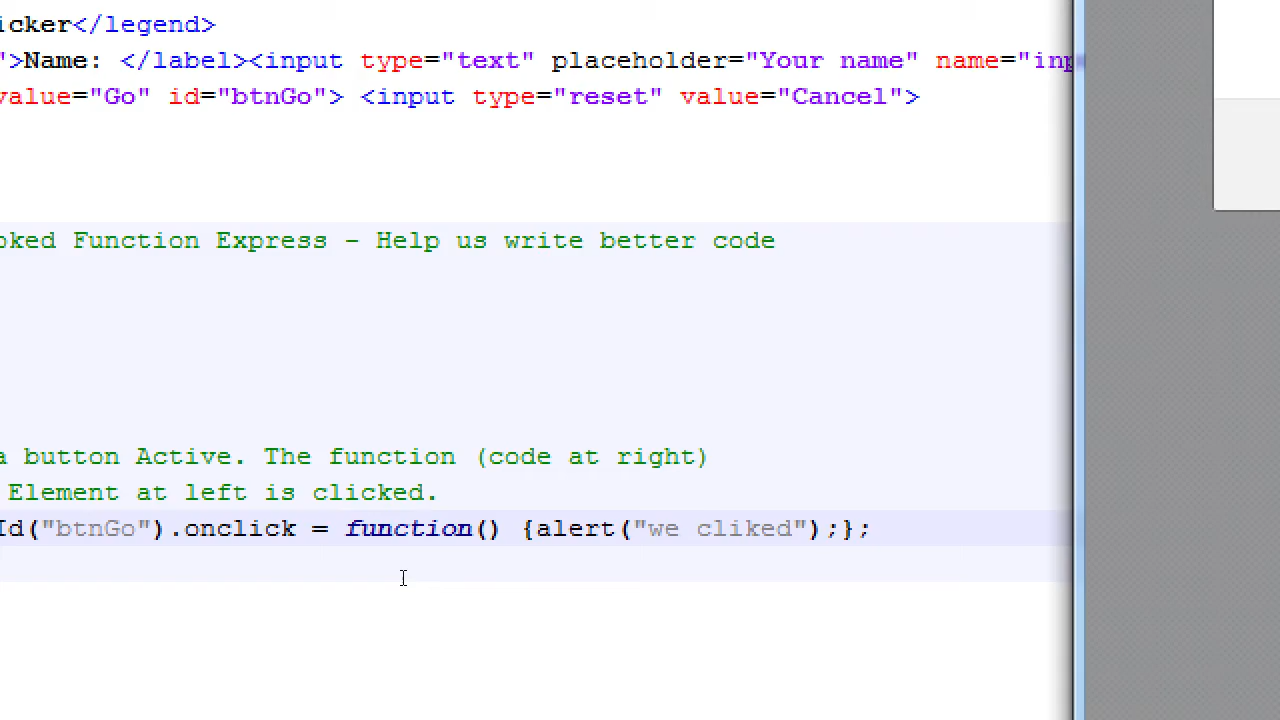 icker</legend>
">Name: </label><input type="text" placeholder="Your name" name="inp
value="Go" id="btnGo"> <input type="reset" value="Cancel">
oked Function Express - Help us write better code
a button Active. The function (code at right)
Element at left is clicked.
Id("btnGo").onclick = function() {alert("we cliked");};